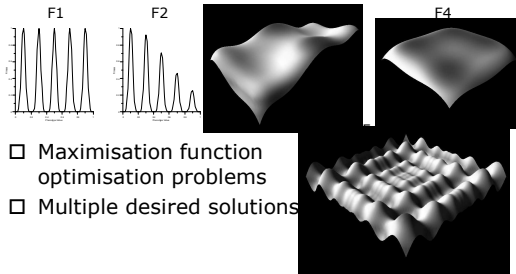 F1
F2
F4
Maximisation function
optimisation problems
Multiple desired solutions